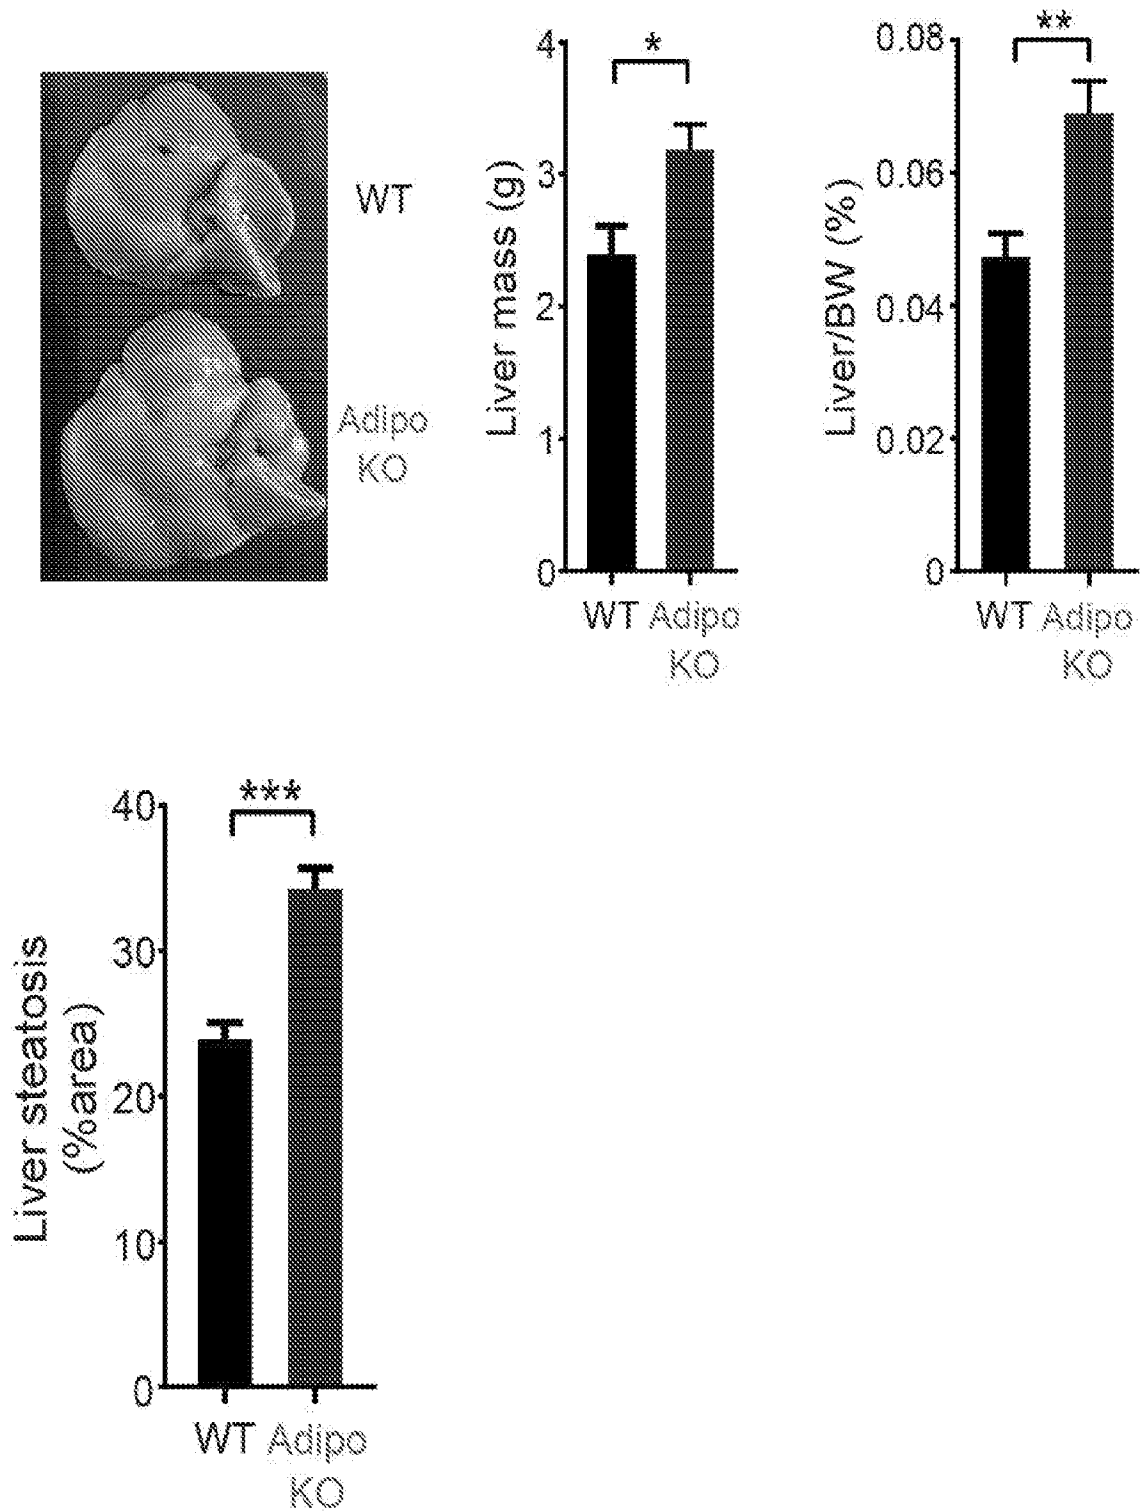 WT
Adipo
KO
Liver mass (g)
4
3
2
1
0
*
WT Adipo
KO
Liver/BW (%)
0.08
0.06
0.04
0.02
0
**
WT Adipo
KO
Liver steatosis
(%area)
40
30
20
10
0
***
WT Adipo
KO